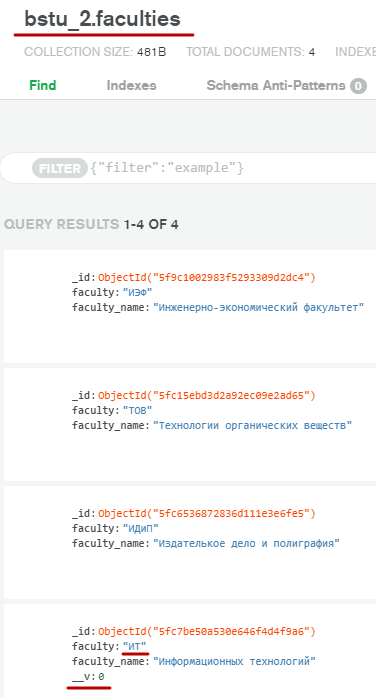 bstu_2.faculties
COLLECTION SIZE: 481B TOTAL DOCUMENTS: 4 INDEXE
Find Indexes Schema Anti-Patterns 0
FILTER {"filter":"example"}
QUERY RESULTS 1-4 OF 4
_id: ObjectId("5f9c1002983f5293309d2dc4")
faculty: "ИЭФ"
faculty_name: "Инженерно-экономический факультет"
_id: ObjectId("5fc15ebd3d2a92ec09e2ad65")
faculty: "ТОВ"
faculty_name: "Технологии органических веществ"
_id: ObjectId("5fc6536872836d111e3e6fe5")
faculty: "ИДиП"
faculty_name: "Издателькое дело и полиграфия"
_id: ObjectId("5fc7be50a530e646f4d4f9a6")
faculty: "ИТ"
faculty_name: "Информационных технологий"
__v: 0